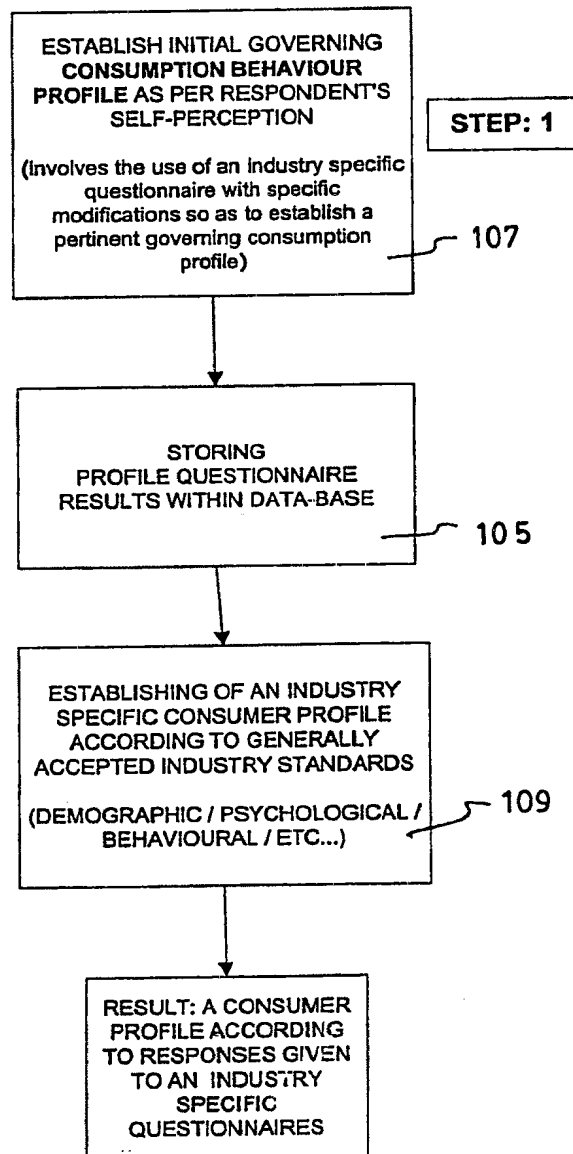 ESTABLISH INITIAL GOVERNING
CONSUMPTION BEHAVIOUR
PROFILE AS PER RESPONDENT'S
SELF-PERCEPTION
STEP: 1
(Involves the use of an industry specific
questionnaire with specific
modifications so as to establish a
pertinent governing consumption
profile)
107
STORING
PROFILE QUESTIONNAIRE
RESULTS WITHIN DATA-BASE
105
ESTABLISHING OF AN INDUSTRY
SPECIFIC CONSUMER PROFILE
ACCORDING TO GENERALLY
ACCEPTED INDUSTRY STANDARDS
(DEMOGRAPHIC / PSYCHOLOGICAL /
BEHAVIOURAL / ETC...)
109
RESULT: A CONSUMER
PROFILE ACCORDING
TO RESPONSES GIVEN
TO AN INDUSTRY
SPECIFIC
QUESTIONNAIRES